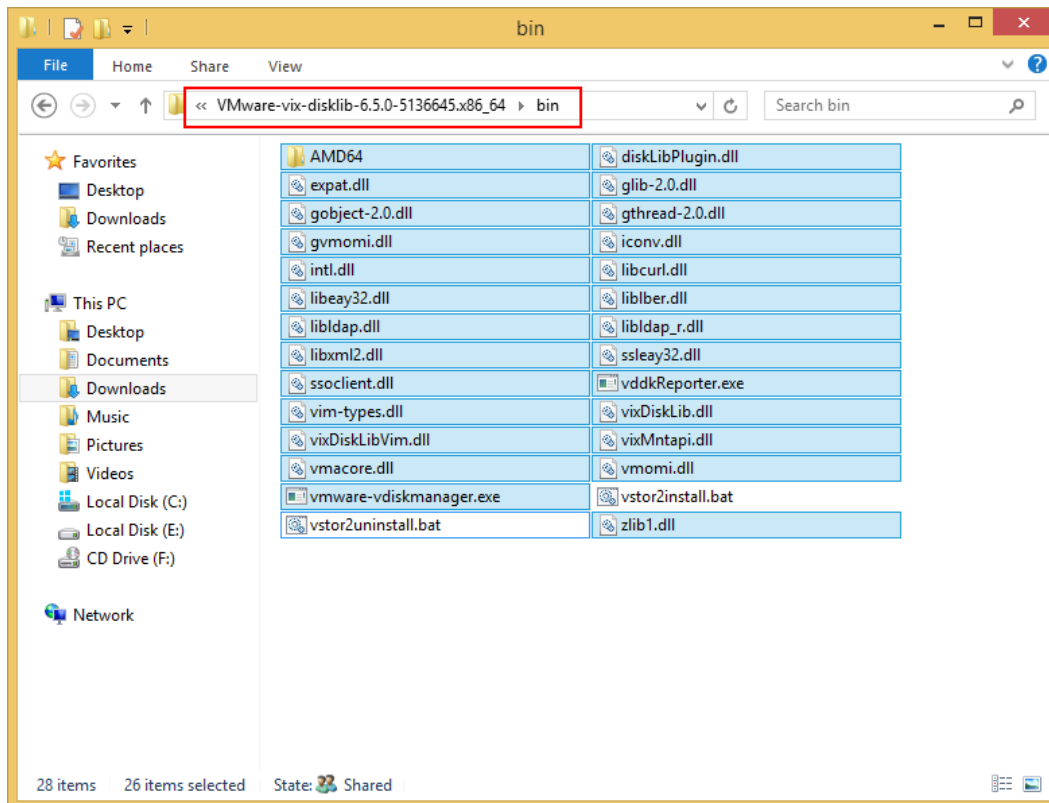 bin
File Home Share View
« VMware-vix-disklib-6.5.0-5136645.x86_64 bin Search bin
Favorites
Desktop
Downloads
Recent places
This PC
Desktop
Documents
Downloads
Music
Pictures
Videos
Local Disk (C:)
Local Disk (E:)
CD Drive (F:)
Network
AMD64 diskLibPlugin.dll
expat.dll glib-2.0.dll
gobject-2.0.dll gthread-2.0.dll
gvmomi.dll iconv.dll
intl.dll libcurl.dll
libeay32.dll liblber.dll
libldap.dll libldap_r.dll
libxml2.dll ssleay32.dll
ssoclient.dll vddkReporter.exe
vim-types.dll vixDiskLib.dll
vixDiskLibVim.dll vixMntapi.dll
vmacore.dll vmomi.dll
vmware-vdiskmanager.exe vstor2install.bat
vstor2uninstall.bat zlib1.dll
28 items 26 items selected State: Shared